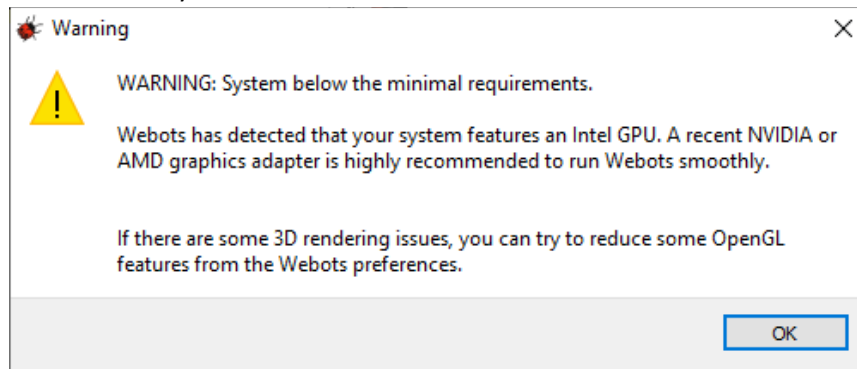 Warning
WARNING: System below the minimal requirements.
Webots has detected that your system features an Intel GPU. A recent NVIDIA or
AMD graphics adapter is highly recommended to run Webots smoothly.
If there are some 3D rendering issues, you can try to reduce some OpenGL
features from the Webots preferences.
OK